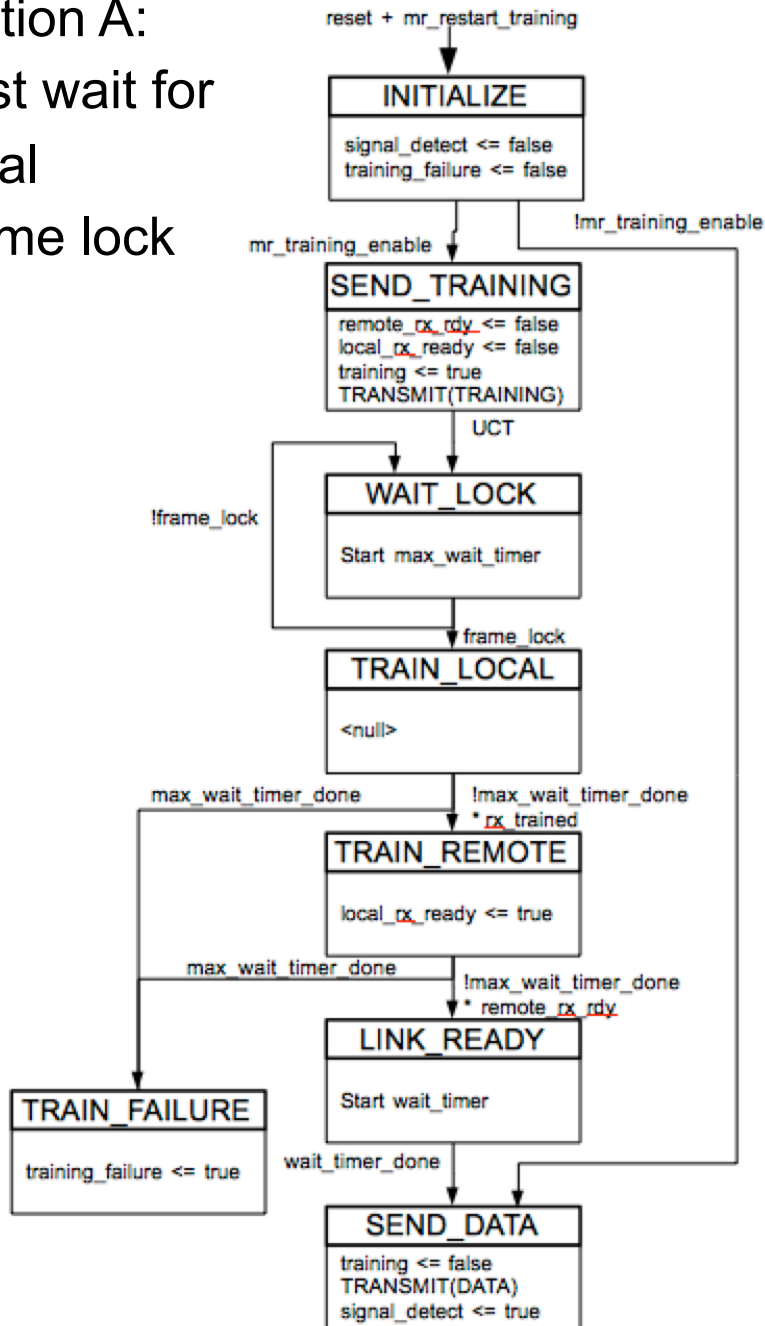 tion A:
st wait for
al
me lock
reset + mr_restart_training
INITIALIZE
signal_detect <= false
training_failure <= false
!mr_training_enable
mr_training_enable
SEND_TRAINING
remote_rx_rdy <= false
local_rx_ready <= false
training <= true
TRANSMIT(TRAINING)
UCT
WAIT_LOCK
!frame_lock
Start max_wait_timer
frame_lock
TRAIN_LOCAL
<null>
max_wait_timer_done
!max_wait_timer_done
* rx_trained
TRAIN_REMOTE
local_rx_ready <= true
max_wait_timer_done
!max_wait_timer_done
* remote_rx_rdy
LINK_READY
Start wait_timer
TRAIN_FAILURE
training_failure <= true
wait_timer_done
SEND_DATA
training <= false
TRANSMIT(DATA)
signal_detect <= true